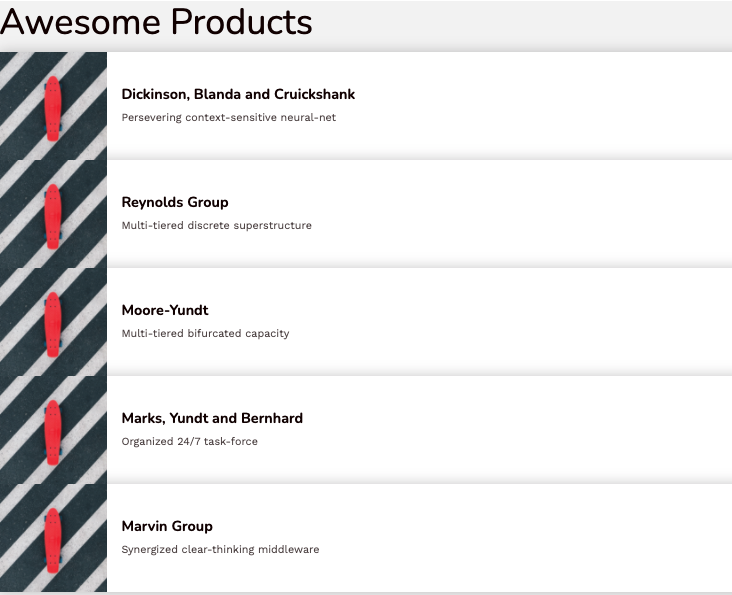 Awesome Products
Dickinson, Blanda and Cruickshank
Persevering context-sensitive neural-net
Reynolds Group
Multi-tiered discrete superstructure
Moore-Yundt
Multi-tiered bifurcated capacity
Marks, Yundt and Bernhard
Organized 24/7 task-force
Marvin Group
Synergized clear-thinking middleware